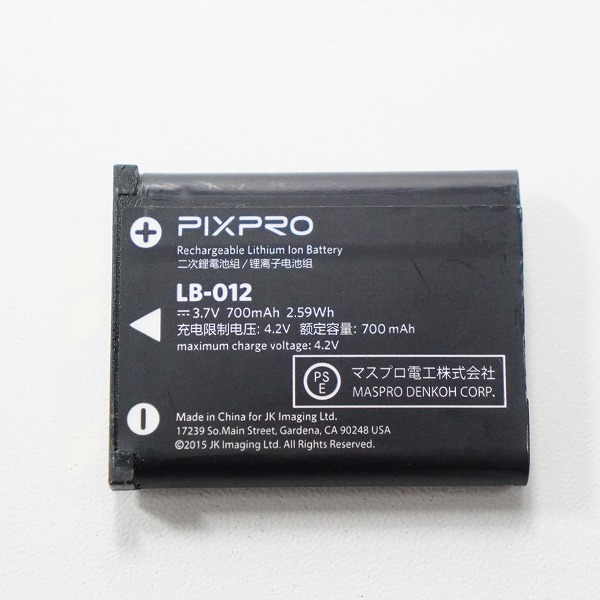 PIXPRO
Rechargeable Lithium Ion Battery
二次鋰電池組/锂离子电池组
LB-012
⎓ 3.7V 700mAh 2.59Wh
充电限制电压: 4.2V 额定容量: 700 mAh
maximum charge voltage: 4.2V
PS
E
マスプロ電工株式会社
MASPRO DENKOH CORP.
Made in China for JK Imaging Ltd.
17239 So.Main Street, Gardena, CA 90248 USA
©2015 JK Imaging Ltd. All Rights Reserved.